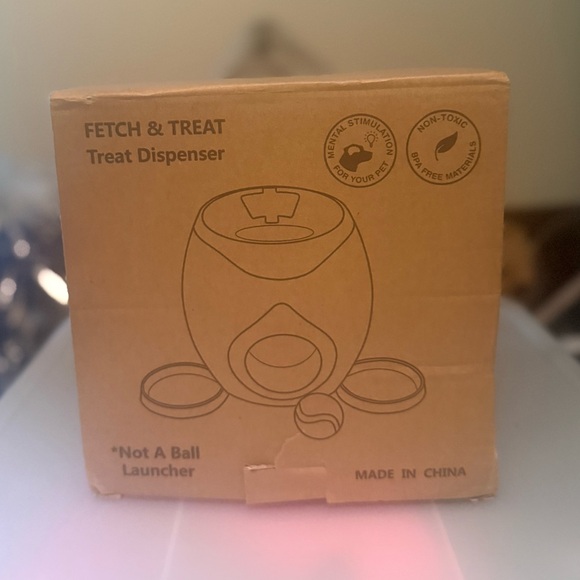 FETCH & TREAT
Treat Dispenser
MENTAL STIMULATION
FOR YOUR PET
NON-TOXIC
BPA FREE MATERIALS
*Not A Ball
Launcher
MADE IN CHINA